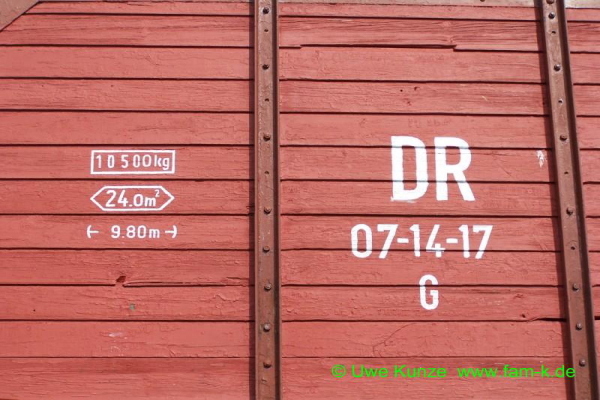 10500kg
24.0m²
9.80m
DR
07-14-17
G
© Uwe Kunze www.fam-k.de